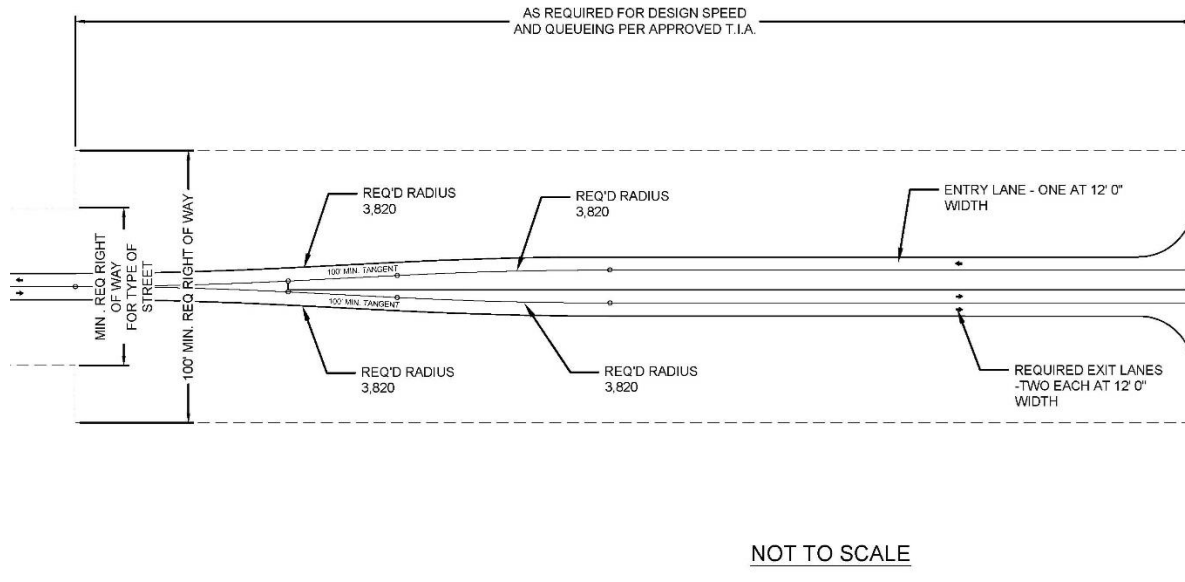 AS REQUIRED FOR DESIGN SPEED
AND QUEUEING PER APPROVED T.I.A.
MIN . REQ RIGHT
OF WAY
FOR TYPE OF
STREET
100' MIN. REQ RIGHT OF WAY
REQ'D RADIUS
3,820
REQ'D RADIUS
3,820
ENTRY LANE - ONE AT 12' 0"
WIDTH
100' MIN. TANGENT
100' MIN. TANGENT
REQ'D RADIUS
3,820
REQ'D RADIUS
3,820
REQUIRED EXIT LANES
-TWO EACH AT 12' 0"
WIDTH
NOT TO SCALE